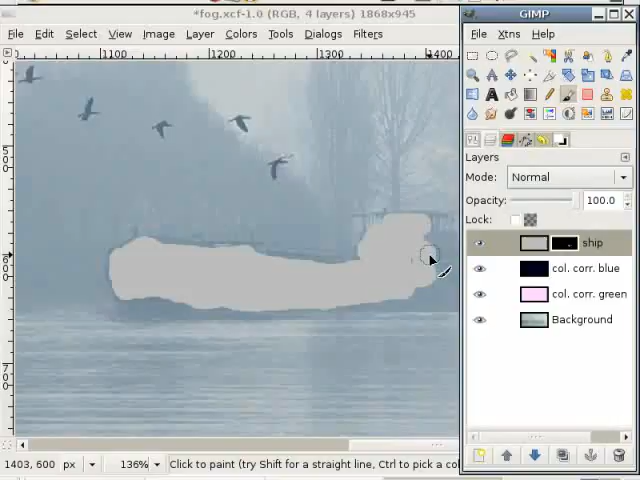 *fog.xcf-1.0 (RGB, 4 layers) 1868x945
File Edit Select View Image Layer Colors Tools Dialogs Filters
1100 1200 1300 1400
500
600
700
1403, 600 px 136% Click to paint (try Shift for a straight line, Ctrl to pick a col
GIMP
File Xtns Help
Layers
Mode: Normal
Opacity: 100.0
Lock:
ship
col. corr. blue
col. corr. green
Background